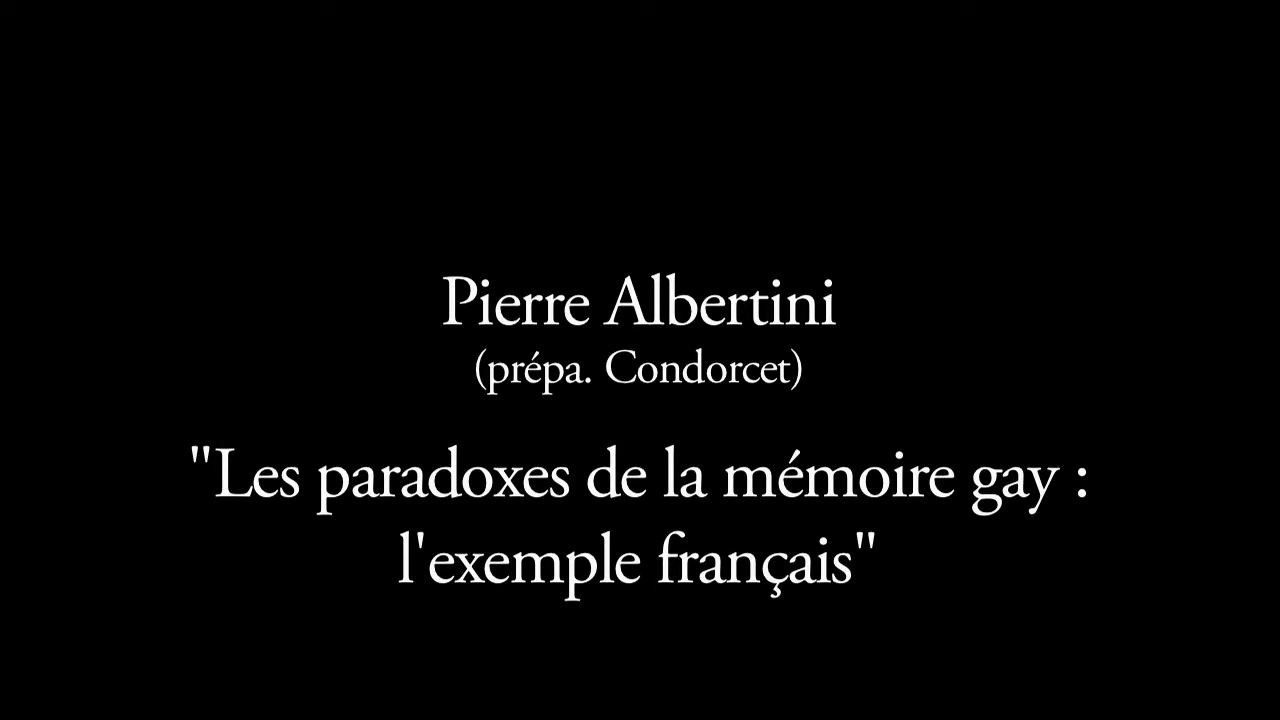 Pierre Albertini
(prépa. Condorcet)
"Les paradoxes de la mémoire gay :
l'exemple français"